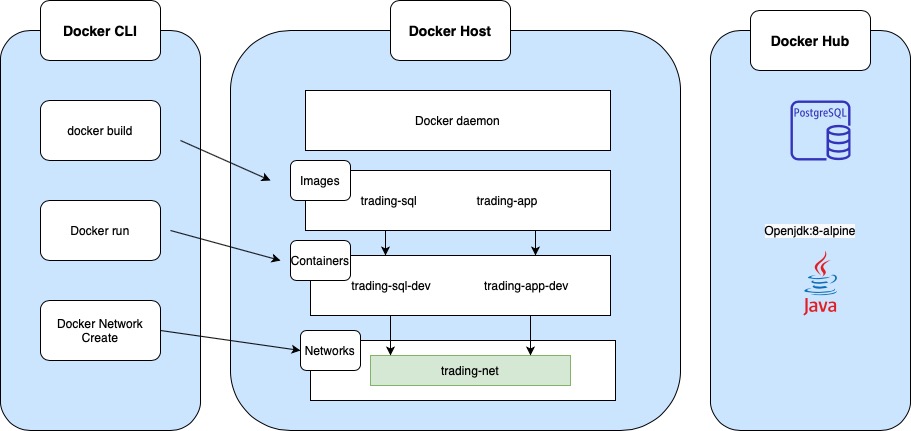 Docker CLI
docker build
Docker run
Docker Network
Create
Docker Host
Docker daemon
Images
trading-sql
trading-app
Containers
trading-sql-dev
trading-app-dev
Networks
trading-net
Docker Hub
PostgreSQL
Openjdk:8-alpine
Java